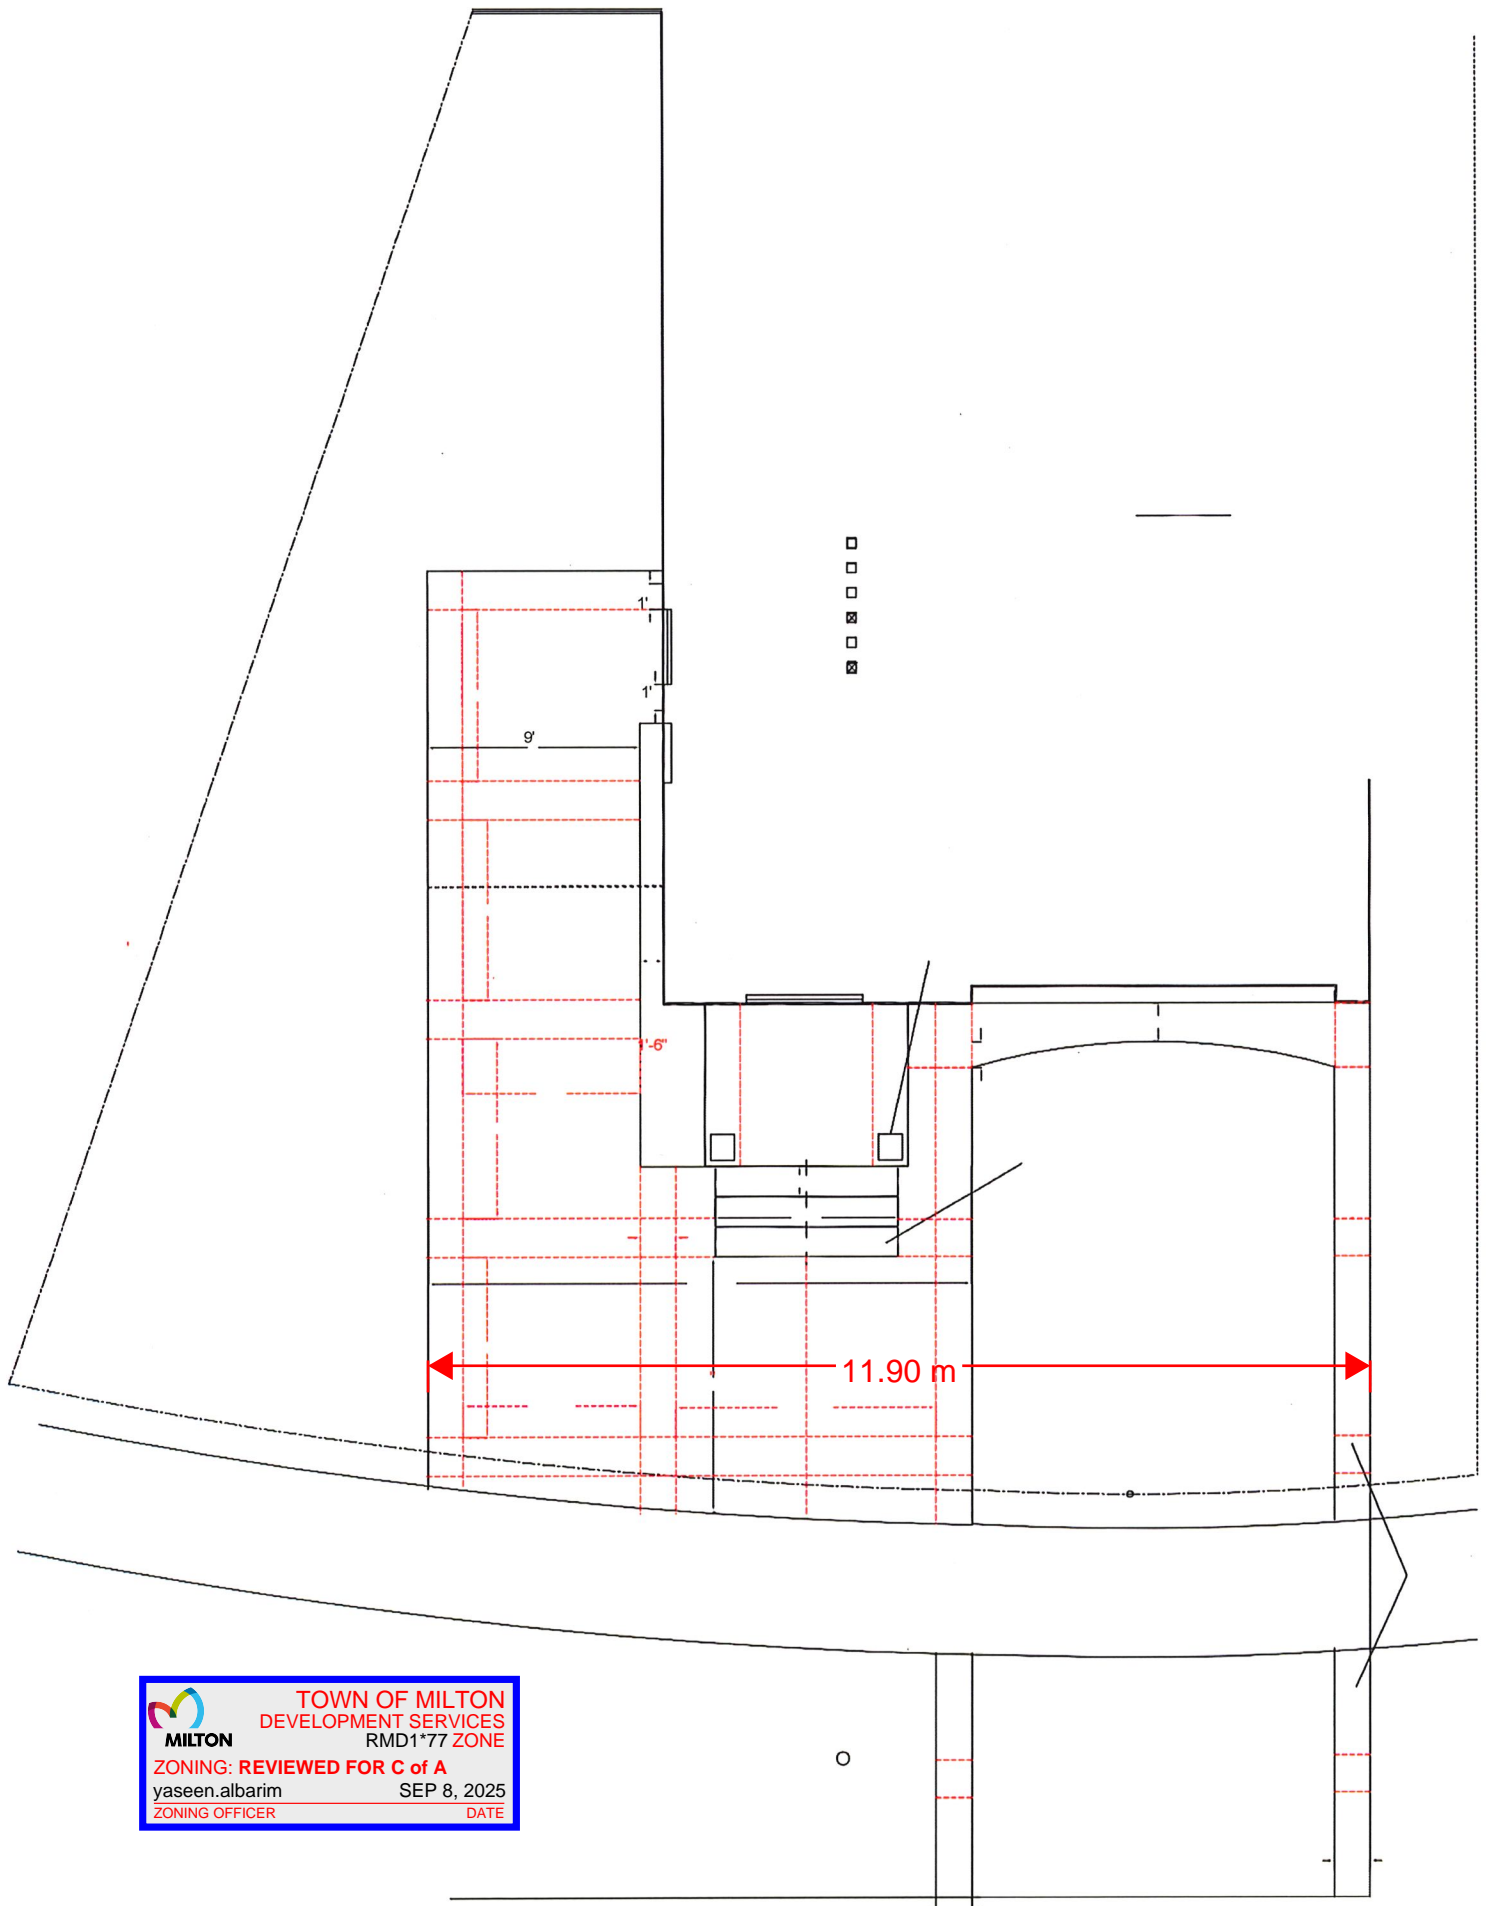 1'
1'
9'
1'-6"
11.90 m
MILTON
TOWN OF MILTON
DEVELOPMENT SERVICES
RMD1*77 ZONE
ZONING: REVIEWED FOR C of A
yaseen.albarim SEP 8, 2025
ZONING OFFICER DATE